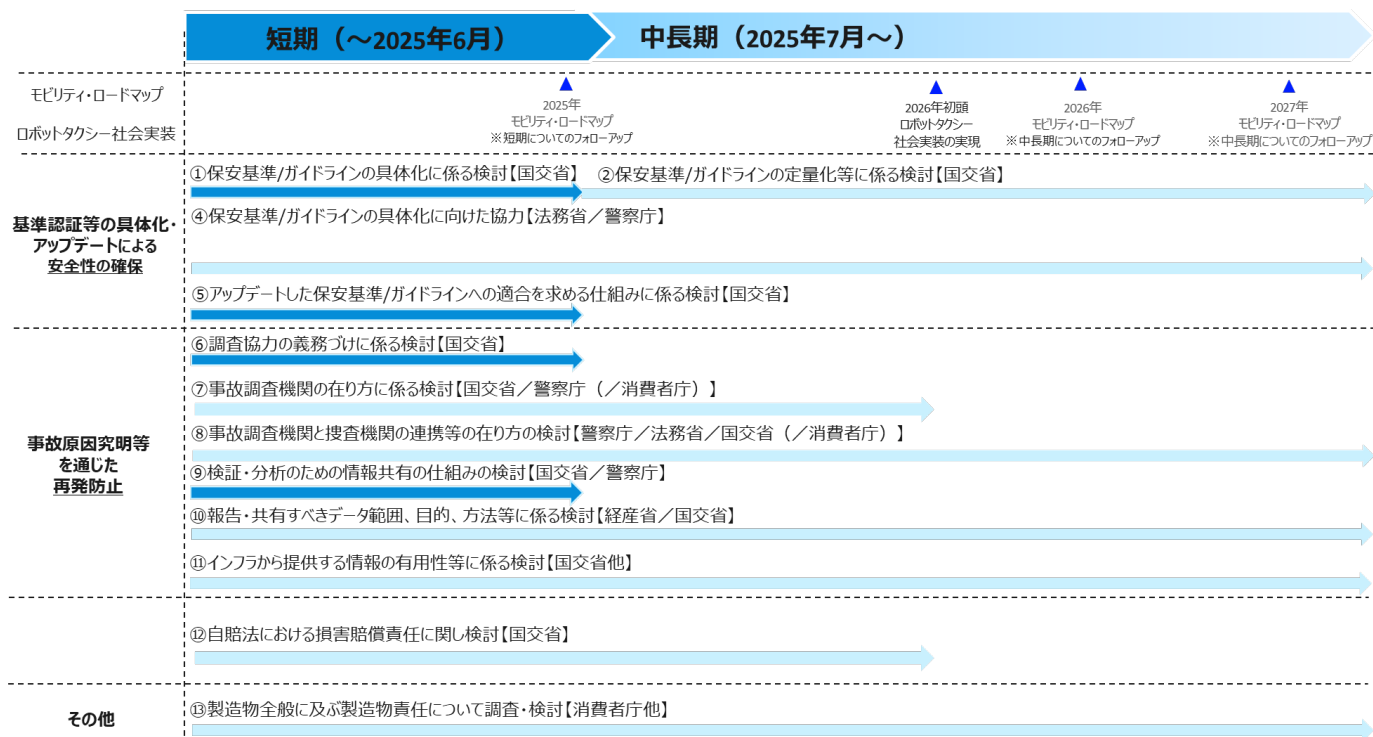 短期（～2025年6月）
中長期（2025年7月～）
モビリティ・ロードマップ
ロボットタクシー社会実装
2025年
モビリティ・ロードマップ
※短期についてのフォローアップ
2026年初頭
ロボットタクシー
社会実装の実現
2026年
モビリティ・ロードマップ
※中長期についてのフォローアップ
2027年
モビリティ・ロードマップ
※中長期についてのフォローアップ
基準認証等の具体化・
アップデートによる
安全性の確保
①保安基準/ガイドラインの具体化に係る検討【国交省】
②保安基準/ガイドラインの定量化等に係る検討【国交省】
④保安基準/ガイドラインの具体化に向けた協力【法務省／警察庁】
⑤アップデートした保安基準/ガイドラインへの適合を求める仕組みに係る検討【国交省】
事故原因究明等
を通じた
再発防止
⑥調査協力の義務づけに係る検討【国交省】
⑦事故調査機関の在り方に係る検討【国交省／警察庁（／消費者庁）】
⑧事故調査機関と捜査機関の連携等の在り方の検討【警察庁／法務省／国交省（／消費者庁）】
⑨検証・分析のための情報共有の仕組みの検討【国交省／警察庁】
⑩報告・共有すべきデータ範囲、目的、方法等に係る検討【経産省／国交省】
⑪インフラから提供する情報の有用性等に係る検討【国交省他】
⑫自賠法における損害賠償責任に関し検討【国交省】
その他
⑬製造物全般に及ぶ製造物責任について調査・検討【消費者庁他】